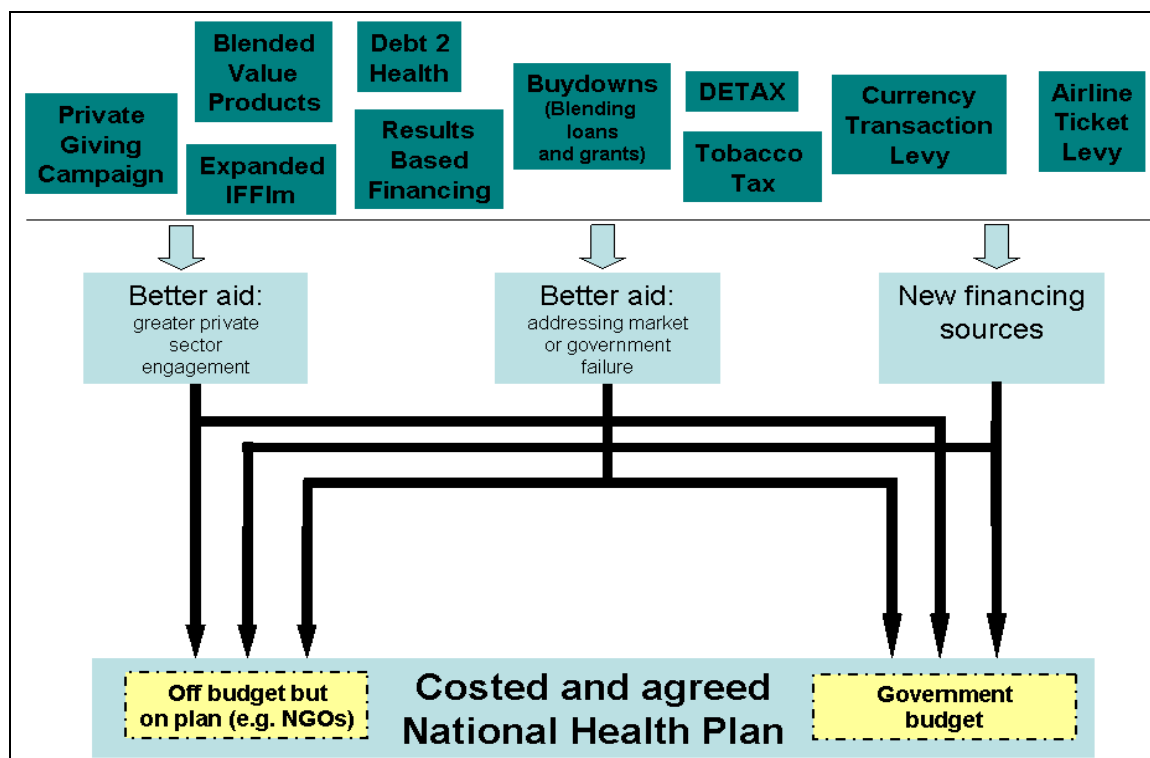 Private
Giving
Campaign
Blended
Value
Products
Expanded
IFFIm
Debt 2
Health
Results
Based
Financing
Buydowns
(Blending
loans
and grants)
DETAX
Tobacco
Tax
Currency
Transaction
Levy
Airline
Ticket
Levy
Better aid:
greater private
sector
engagement
Better aid:
addressing market
or government
failure
New financing
sources
Off budget but
on plan (e.g. NGOs)
Costed and agreed
National Health Plan
Government
budget